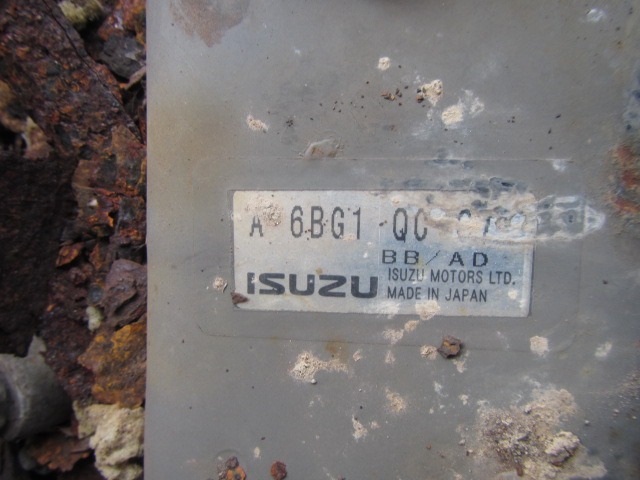 A 6BG1 QC
BB/AD
ISUZU
ISUZU MOTORS LTD.
MADE IN JAPAN